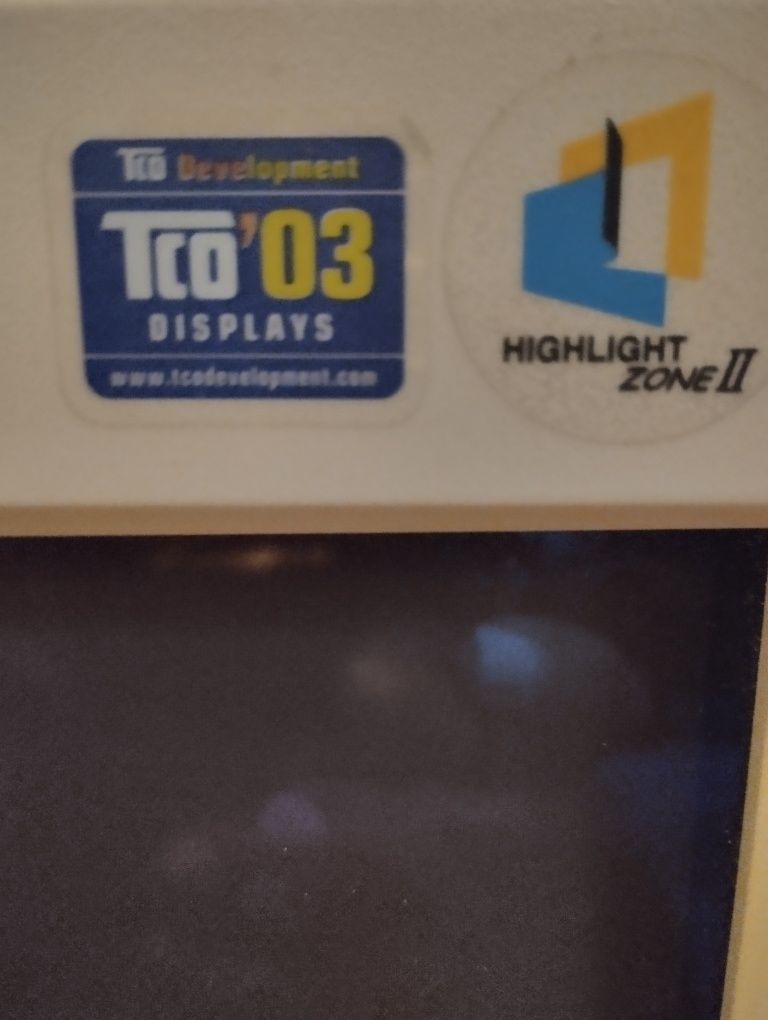 TCO Development
TCO'03
DISPLAYS
www.tcodevelopment.com
HIGHLIGHT
ZONE II